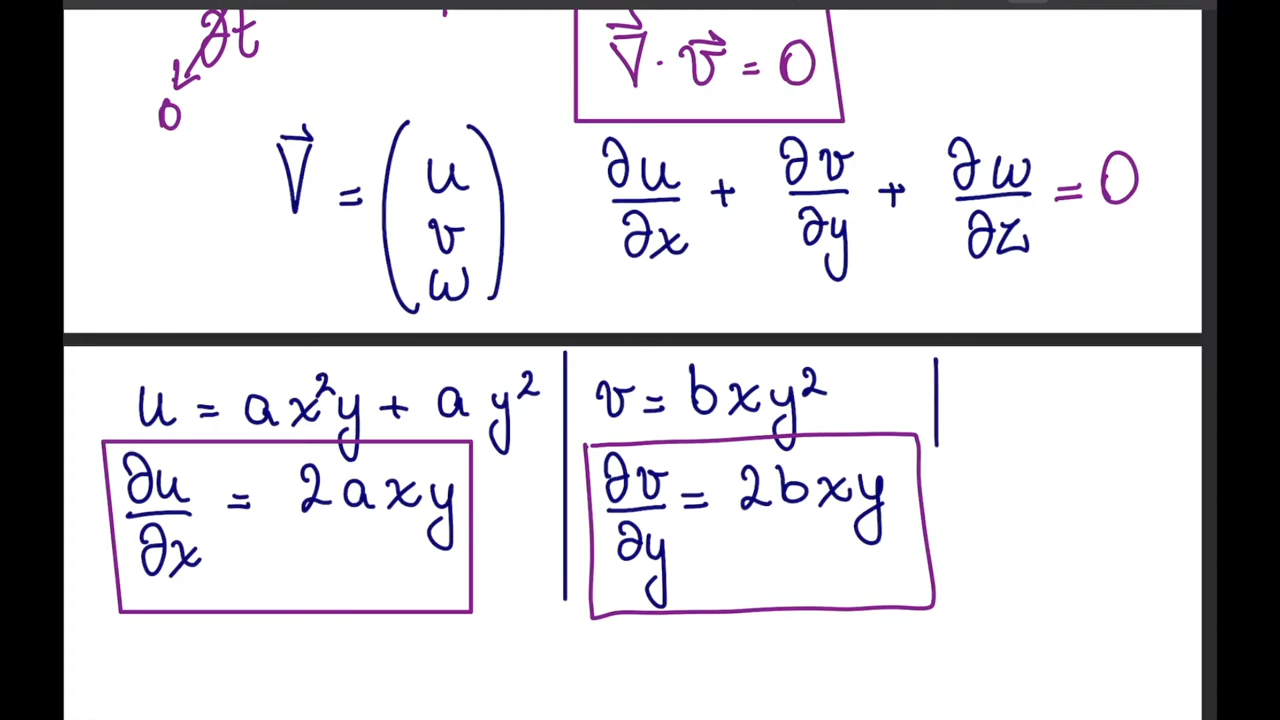 ∂t
0
∇⃗ · v⃗ = 0
V⃗ = ( u v w ) ∂u/∂x + ∂v/∂y + ∂w/∂z = 0
u = ax²y + ay² | v = bxy² |
∂u/∂x = 2axy | ∂v/∂y = 2bxy